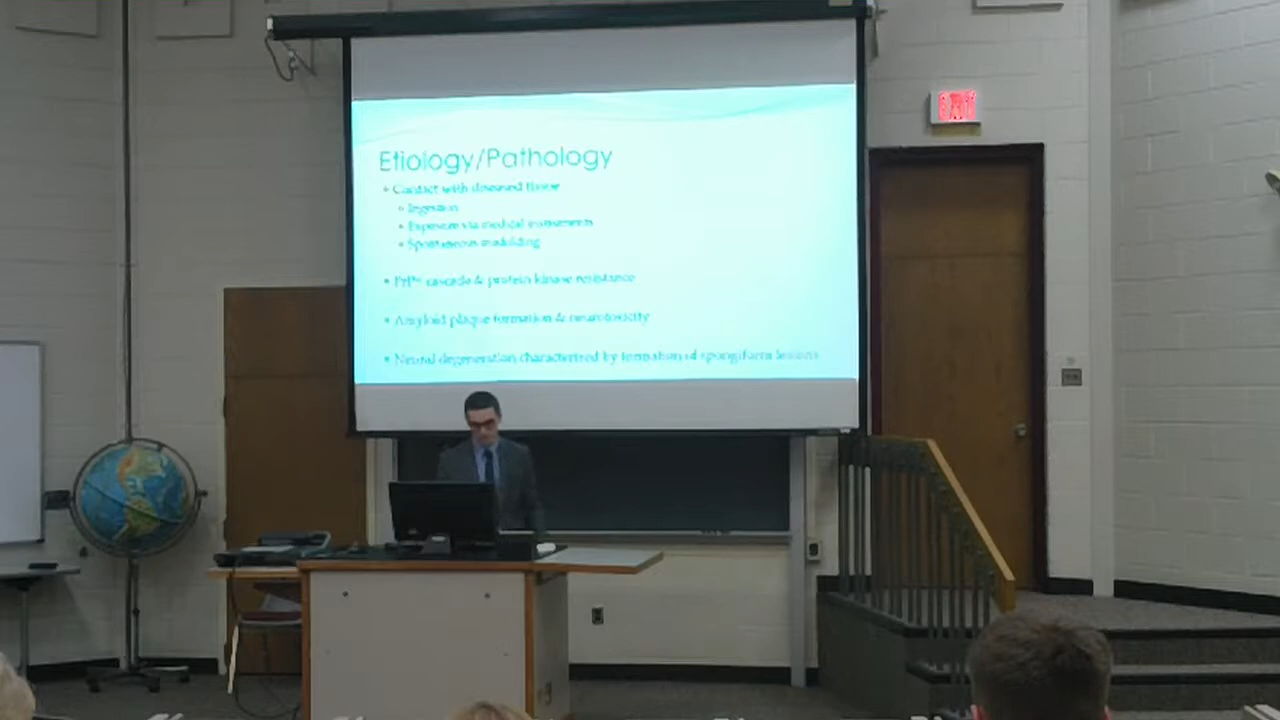 EXIT
Etiology/Pathology
Contact with diseased tissue
Ingestion
Exposure via medical instruments
Spontaneous misfolding
cascade & protein kinase resistance
Amyloid plaque formation & neurotoxicity
Neural degeneration characterized by formation of spongiform lesions